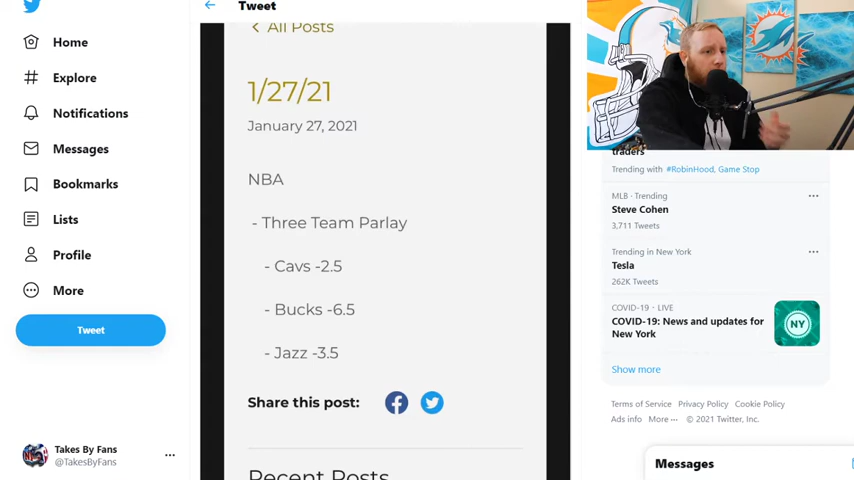 Tweet
Home
Explore
Notifications
Messages
Bookmarks
Lists
Profile
More
Tweet
Takes By Fans
@TakesByFans
All Posts
1/27/21
January 27, 2021
NBA
- Three Team Parlay
- Cavs -2.5
- Bucks -6.5
- Jazz -3.5
Share this post:
Recent Posts
traders
Trending with #RobinHood, Game Stop
MLB · Trending
Steve Cohen
3,711 Tweets
Trending in New York
Tesla
262K Tweets
COVID-19 · LIVE
COVID-19: News and updates for
New York
NY
Show more
Terms of Service Privacy Policy Cookie Policy
Ads info More ··· © 2021 Twitter, Inc.
Messages